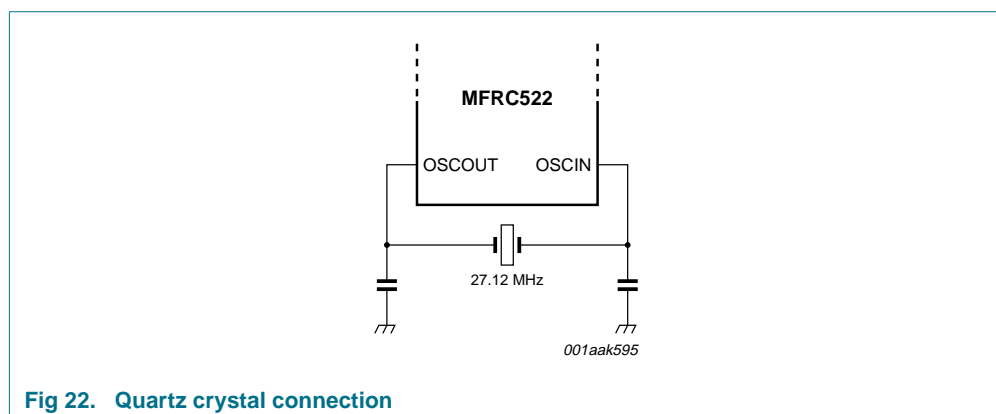 MFRC522
OSCOUT OSCIN
27.12 MHz
001aak595
Fig 22. Quartz crystal connection